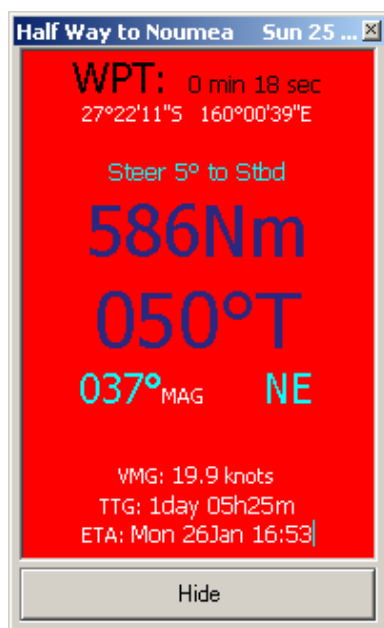 Half Way to Noumea Sun 25 ...
WPT: 0 min 18 sec
27°22'11"S 160°00'39"E
Steer 5° to Stbd
586Nm
050°T
037°MAG NE
VMG: 19.9 knots
TTG: 1day 05h25m
ETA: Mon 26Jan 16:53
Hide